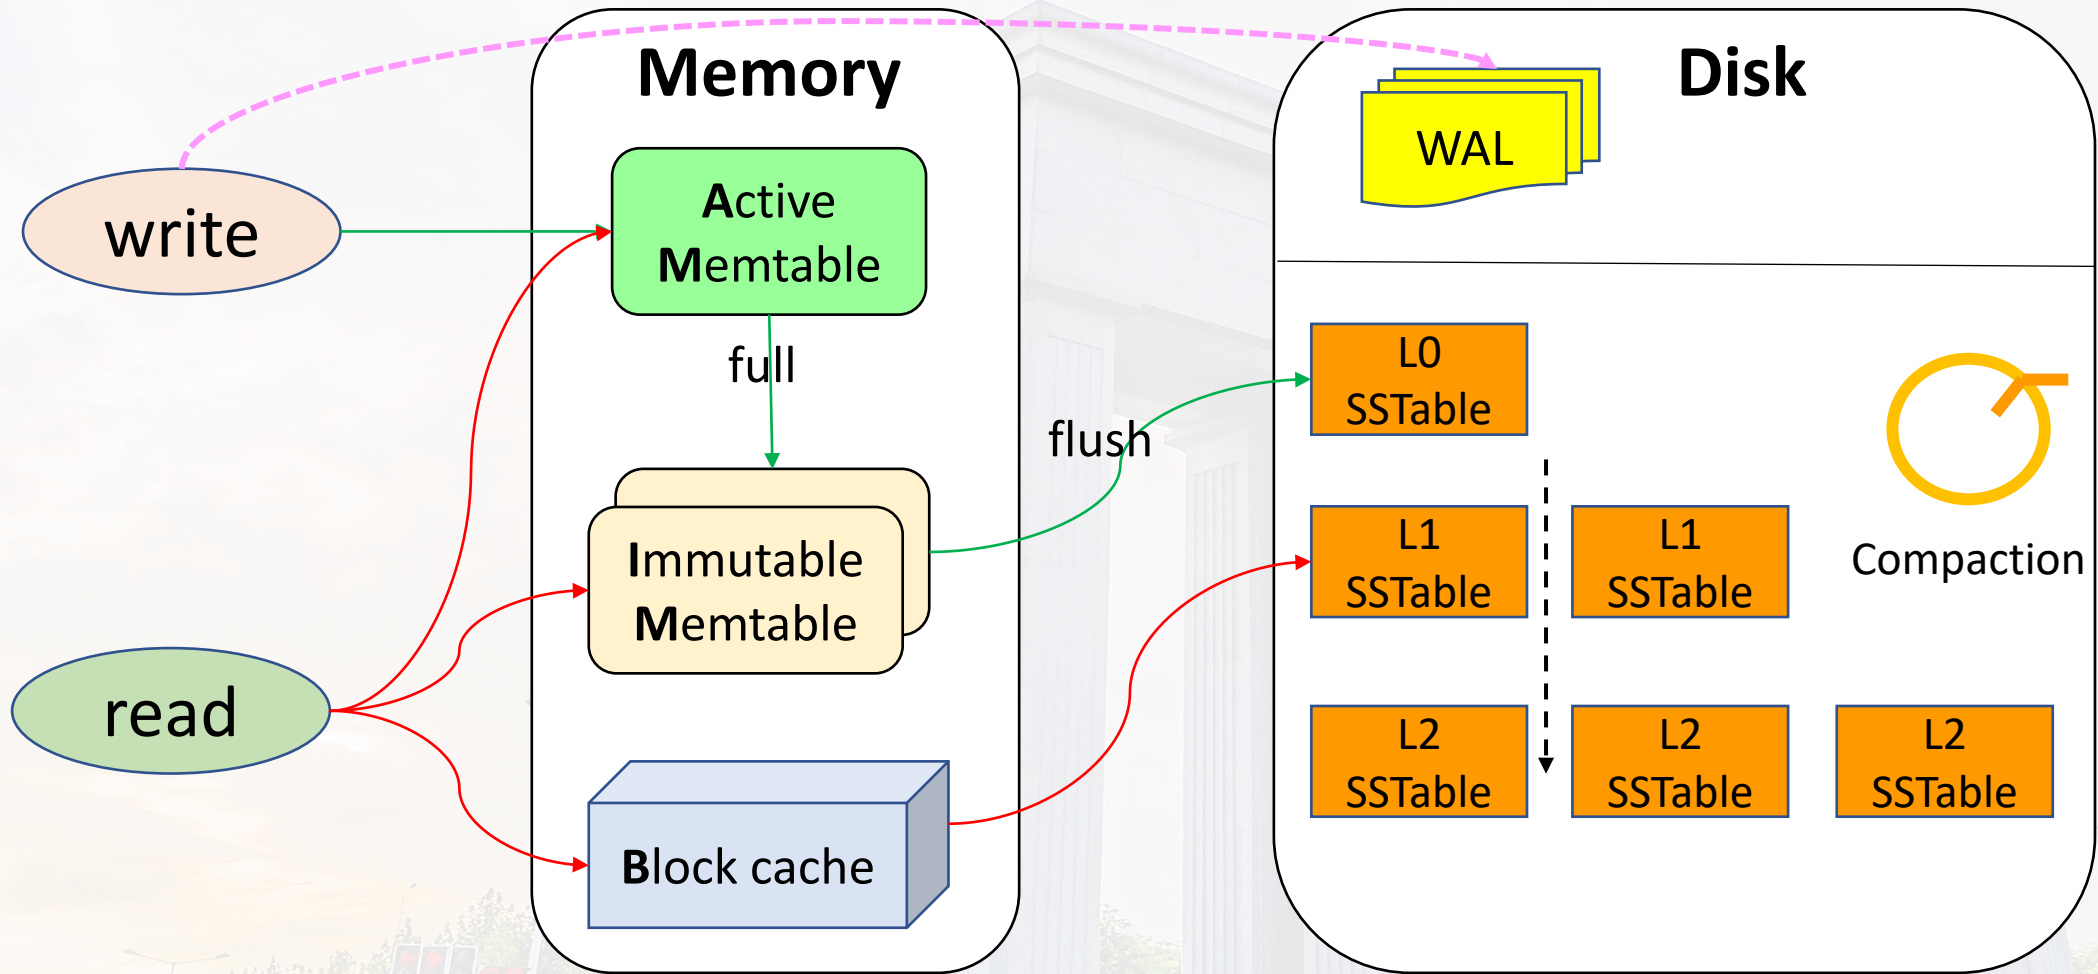 Memory
Disk
WAL
write
Active
Memtable
full
flush
Immutable
Memtable
read
Block cache
L0
SSTable
L1
SSTable
L1
SSTable
Compaction
L2
SSTable
L2
SSTable
L2
SSTable